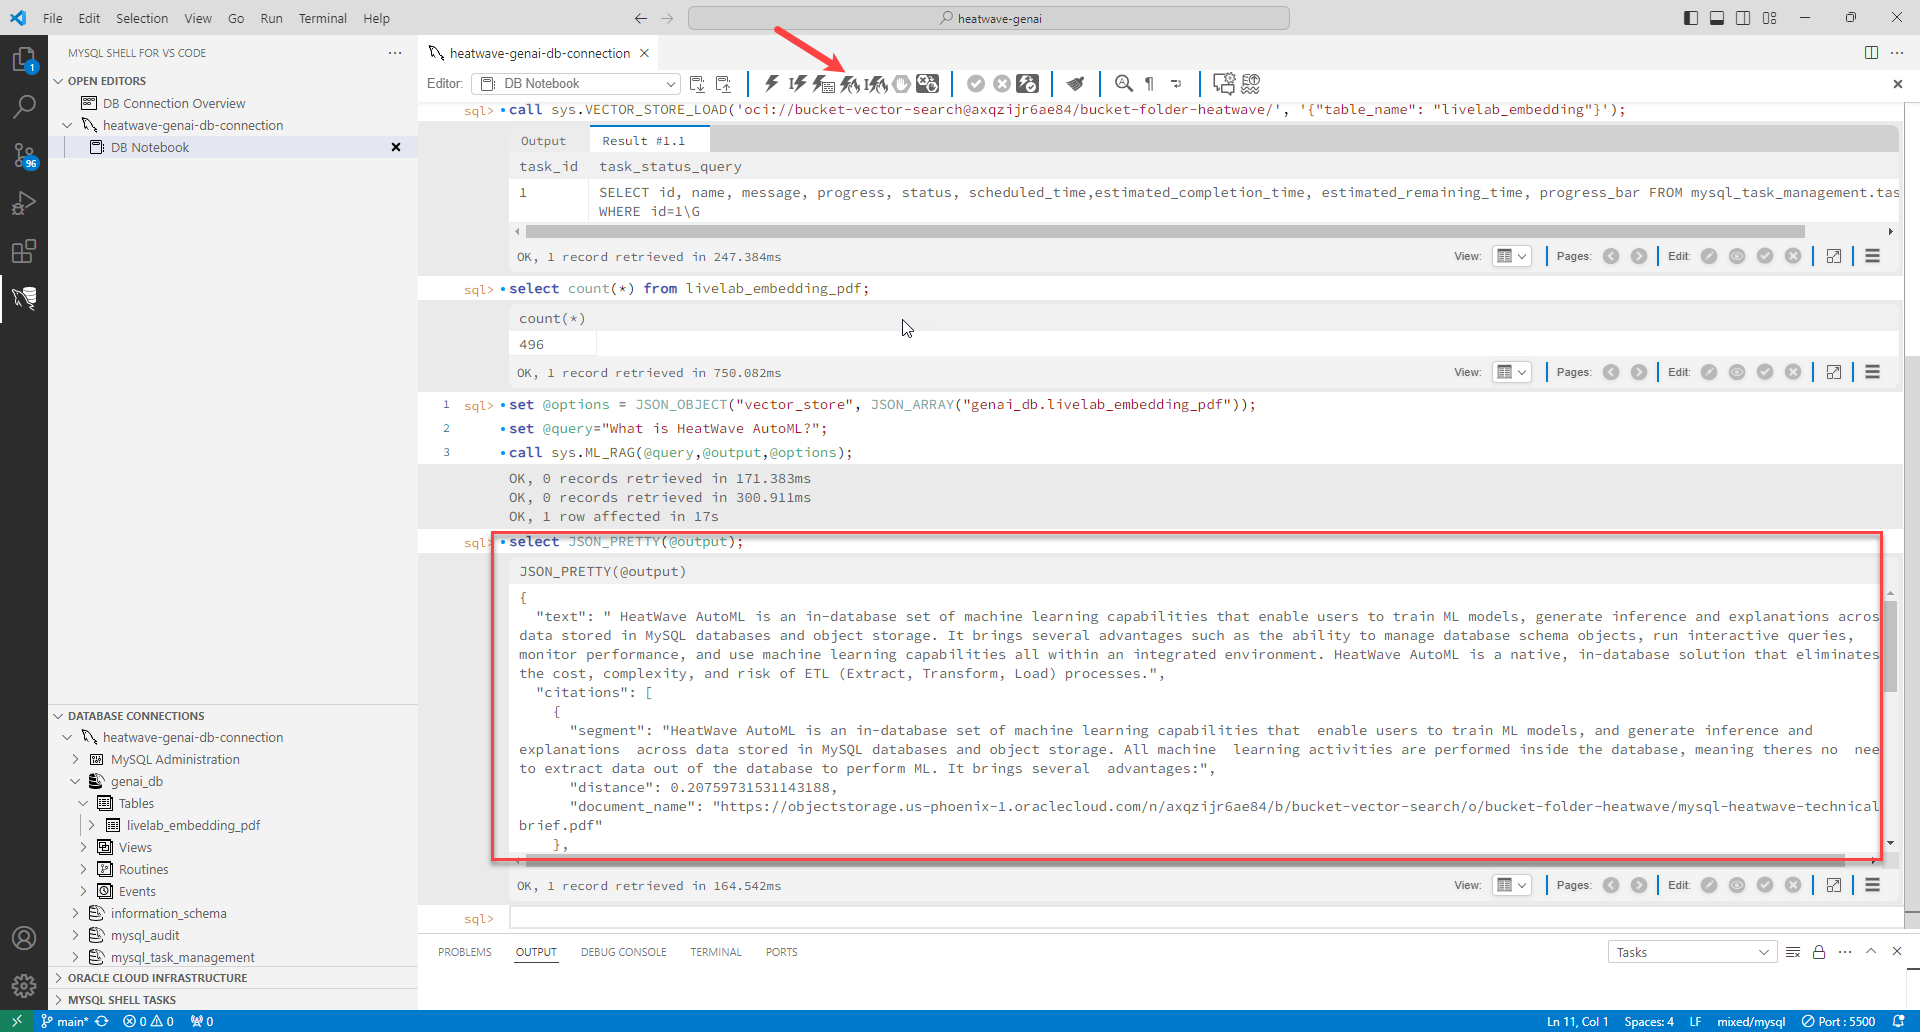 File Edit Selection View Go Run Terminal Help
heatwave-genai
MYSQL SHELL FOR VS CODE
OPEN EDITORS
DB Connection Overview
heatwave-genai-db-connection
DB Notebook
1
96
DATABASE CONNECTIONS
heatwave-genai-db-connection
MySQL Administration
genai_db
Tables
livelab_embedding_pdf
Views
Routines
Events
information_schema
mysql_audit
mysql_task_management
ORACLE CLOUD INFRASTRUCTURE
MYSQL SHELL TASKS
heatwave-genai-db-connection
Editor: DB Notebook
sql> call sys.VECTOR_STORE_LOAD('oci://bucket-vector-search@axqzijr6ae84/bucket-folder-heatwave/', '{"table_name": "livelab_embedding"}');
Output Result #1.1
task_id task_status_query
1 SELECT id, name, message, progress, status, scheduled_time,estimated_completion_time, estimated_remaining_time, progress_bar FROM mysql_task_management.tas
WHERE id=1\G
OK, 1 record retrieved in 247.384ms View: Pages: Edit:
sql> select count(*) from livelab_embedding_pdf;
count(*)
496
OK, 1 record retrieved in 750.082ms View: Pages: Edit:
1 sql> set @options = JSON_OBJECT("vector_store", JSON_ARRAY("genai_db.livelab_embedding_pdf"));
2 set @query="What is HeatWave AutoML?";
3 call sys.ML_RAG(@query,@output,@options);
OK, 0 records retrieved in 171.383ms
OK, 0 records retrieved in 300.911ms
OK, 1 row affected in 17s
sql> select JSON_PRETTY(@output);
JSON_PRETTY(@output)
{
"text": " HeatWave AutoML is an in-database set of machine learning capabilities that enable users to train ML models, generate inference and explanations acros
data stored in MySQL databases and object storage. It brings several advantages such as the ability to manage database schema objects, run interactive queries,
monitor performance, and use machine learning capabilities all within an integrated environment. HeatWave AutoML is a native, in-database solution that eliminates
the cost, complexity, and risk of ETL (Extract, Transform, Load) processes.",
"citations": [
{
"segment": "HeatWave AutoML is an in-database set of machine learning capabilities that  enable users to train ML models, and generate inference and
explanations  across data stored in MySQL databases and object storage. All machine  learning activities are performed inside the database, meaning theres no  nee
to extract data out of the database to perform ML. It brings several  advantages:",
"distance": 0.20759731531143188,
"document_name": "https://objectstorage.us-phoenix-1.oraclecloud.com/n/axqzijr6ae84/b/bucket-vector-search/o/bucket-folder-heatwave/mysql-heatwave-technical
brief.pdf"
},
OK, 1 record retrieved in 164.542ms View: Pages: Edit:
sql>
PROBLEMS OUTPUT DEBUG CONSOLE TERMINAL PORTS Tasks
main* 0 0 0 Ln 11, Col 1 Spaces: 4 LF mixed/mysql Port : 5500